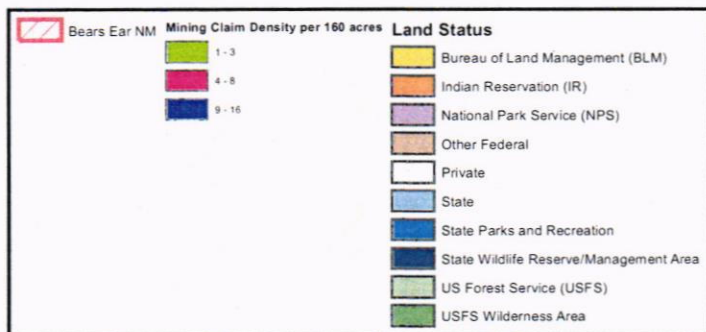 Bears Ear NM
Mining Claim Density per 160 acres
1 - 3
4 - 8
9 - 16
Land Status
Bureau of Land Management (BLM)
Indian Reservation (IR)
National Park Service (NPS)
Other Federal
Private
State
State Parks and Recreation
State Wildlife Reserve/Management Area
US Forest Service (USFS)
USFS Wilderness Area